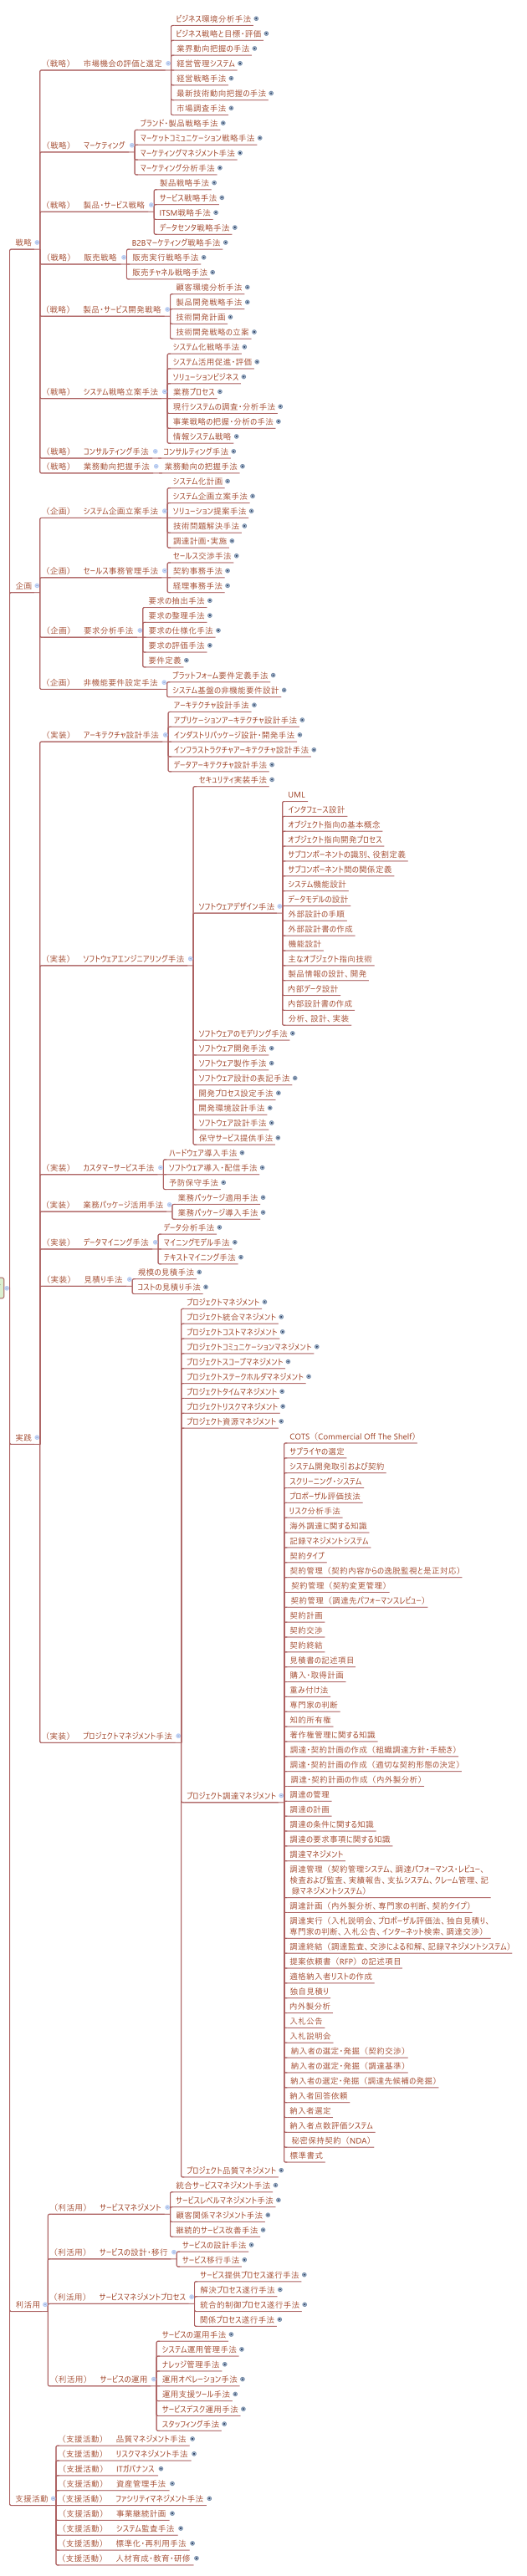 戦略
（戦略） 市場機会の評価と選定
ビジネス環境分析手法
ビジネス戦略と目標・評価
業界動向把握の手法
経営管理システム
経営戦略手法
最新技術動向把握の手法
市場調査手法
（戦略） マーケティング
ブランド・製品戦略手法
マーケットコミュニケーション戦略手法
マーケティングマネジメント手法
マーケティング分析手法
（戦略） 製品・サービス戦略
製品戦略手法
サービス戦略手法
ITSM戦略手法
データセンタ戦略手法
（戦略） 販売戦略
B2Bマーケティング戦略手法
販売実行戦略手法
販売チャネル戦略手法
（戦略） 製品・サービス開発戦略
顧客環境分析手法
製品開発戦略手法
技術開発計画
技術開発戦略の立案
（戦略） システム戦略立案手法
システム化戦略手法
システム活用促進・評価
ソリューションビジネス
業務プロセス
現行システムの調査・分析手法
事業戦略の把握・分析の手法
情報システム戦略
（戦略） コンサルティング手法
コンサルティング手法
（戦略） 業務動向把握手法
業務動向の把握手法
企画
（企画） システム企画立案手法
システム化計画
システム企画立案手法
ソリューション提案手法
技術問題解決手法
調達計画・実施
（企画） セールス事務管理手法
セールス交渉手法
契約事務手法
経理事務手法
（企画） 要求分析手法
要求の抽出手法
要求の整理手法
要求の仕様化手法
要求の評価手法
要件定義
（企画） 非機能要件設定手法
プラットフォーム要件定義手法
システム基盤の非機能要件設計
実践
（実装） アーキテクチャ設計手法
アーキテクチャ設計手法
アプリケーションアーキテクチャ設計手法
インダストリパッケージ設計・開発手法
インフラストラクチャアーキテクチャ設計手法
データアーキテクチャ設計手法
（実装） ソフトウェアエンジニアリング手法
セキュリティ実装手法
ソフトウェアデザイン手法
UML
インタフェース設計
オブジェクト指向の基本概念
オブジェクト指向開発プロセス
サブコンポーネントの識別、役割定義
サブコンポーネント間の関係定義
システム機能設計
データモデルの設計
外部設計の手順
外部設計書の作成
機能設計
主なオブジェクト指向技術
製品情報の設計、開発
内部データ設計
内部設計書の作成
分析、設計、実装
ソフトウェアのモデリング手法
ソフトウェア開発手法
ソフトウェア製作手法
ソフトウェア設計の表記手法
開発プロセス設定手法
開発環境設計手法
ソフトウェア設計手法
保守サービス提供手法
（実装） カスタマーサービス手法
ハードウェア導入手法
ソフトウェア導入・配信手法
予防保守手法
（実装） 業務パッケージ活用手法
業務パッケージ適用手法
業務パッケージ導入手法
（実装） データマイニング手法
データ分析手法
マイニングモデル手法
テキストマイニング手法
（実装） 見積り手法
規模の見積手法
コストの見積り手法
（実装） プロジェクトマネジメント手法
プロジェクトマネジメント
プロジェクト統合マネジメント
プロジェクトコストマネジメント
プロジェクトコミュニケーションマネジメント
プロジェクトスコープマネジメント
プロジェクトステークホルダマネジメント
プロジェクトタイムマネジメント
プロジェクトリスクマネジメント
プロジェクト資源マネジメント
プロジェクト調達マネジメント
COTS（Commercial Off The Shelf）
サプライヤの選定
システム開発取引および契約
スクリーニング・システム
プロポーザル評価技法
リスク分析手法
海外調達に関する知識
記録マネジメントシステム
契約タイプ
契約管理（契約内容からの逸脱監視と是正対応）
契約管理（契約変更管理）
契約管理（調達先パフォーマンスレビュー）
契約計画
契約交渉
契約終結
見積書の記述項目
購入・取得計画
重み付け法
専門家の判断
知的所有権
著作権管理に関する知識
調達・契約計画の作成（組織調達方針・手続き）
調達・契約計画の作成（適切な契約形態の決定）
調達・契約計画の作成（内外製分析）
調達の管理
調達の計画
調達の条件に関する知識
調達の要求事項に関する知識
調達マネジメント
調達管理（契約管理システム、調達パフォーマンス・レビュー、
検査および監査、実績報告、支払システム、クレーム管理、記
録マネジメントシステム）
調達計画（内外製分析、専門家の判断、契約タイプ）
調達実行（入札説明会、プロポーザル評価法、独自見積り、
専門家の判断、入札公告、インターネット検索、調達交渉）
調達終結（調達監査、交渉による和解、記録マネジメントシステム）
提案依頼書（RFP）の記述項目
適格納入者リストの作成
独自見積り
内外製分析
入札公告
入札説明会
納入者の選定・発掘（契約交渉）
納入者の選定・発掘（調達基準）
納入者の選定・発掘（調達先候補の発掘）
納入者回答依頼
納入者選定
納入者点数評価システム
秘密保持契約（NDA）
標準書式
プロジェクト品質マネジメント
利活用
（利活用） サービスマネジメント
統合サービスマネジメント手法
サービスレベルマネジメント手法
顧客関係マネジメント手法
継続的サービス改善手法
（利活用） サービスの設計・移行
サービスの設計手法
サービス移行手法
（利活用） サービスマネジメントプロセス
サービス提供プロセス遂行手法
解決プロセス遂行手法
統合的制御プロセス遂行手法
関係プロセス遂行手法
（利活用） サービスの運用
サービスの運用手法
システム運用管理手法
ナレッジ管理手法
運用オペレーション手法
運用支援ツール手法
サービスデスク運用手法
スタッフィング手法
支援活動
（支援活動） 品質マネジメント手法
（支援活動） リスクマネジメント手法
（支援活動） ITガバナンス
（支援活動） 資産管理手法
（支援活動） ファシリティマネジメント手法
（支援活動） 事業継続計画
（支援活動） システム監査手法
（支援活動） 標準化・再利用手法
（支援活動） 人材育成・教育・研修